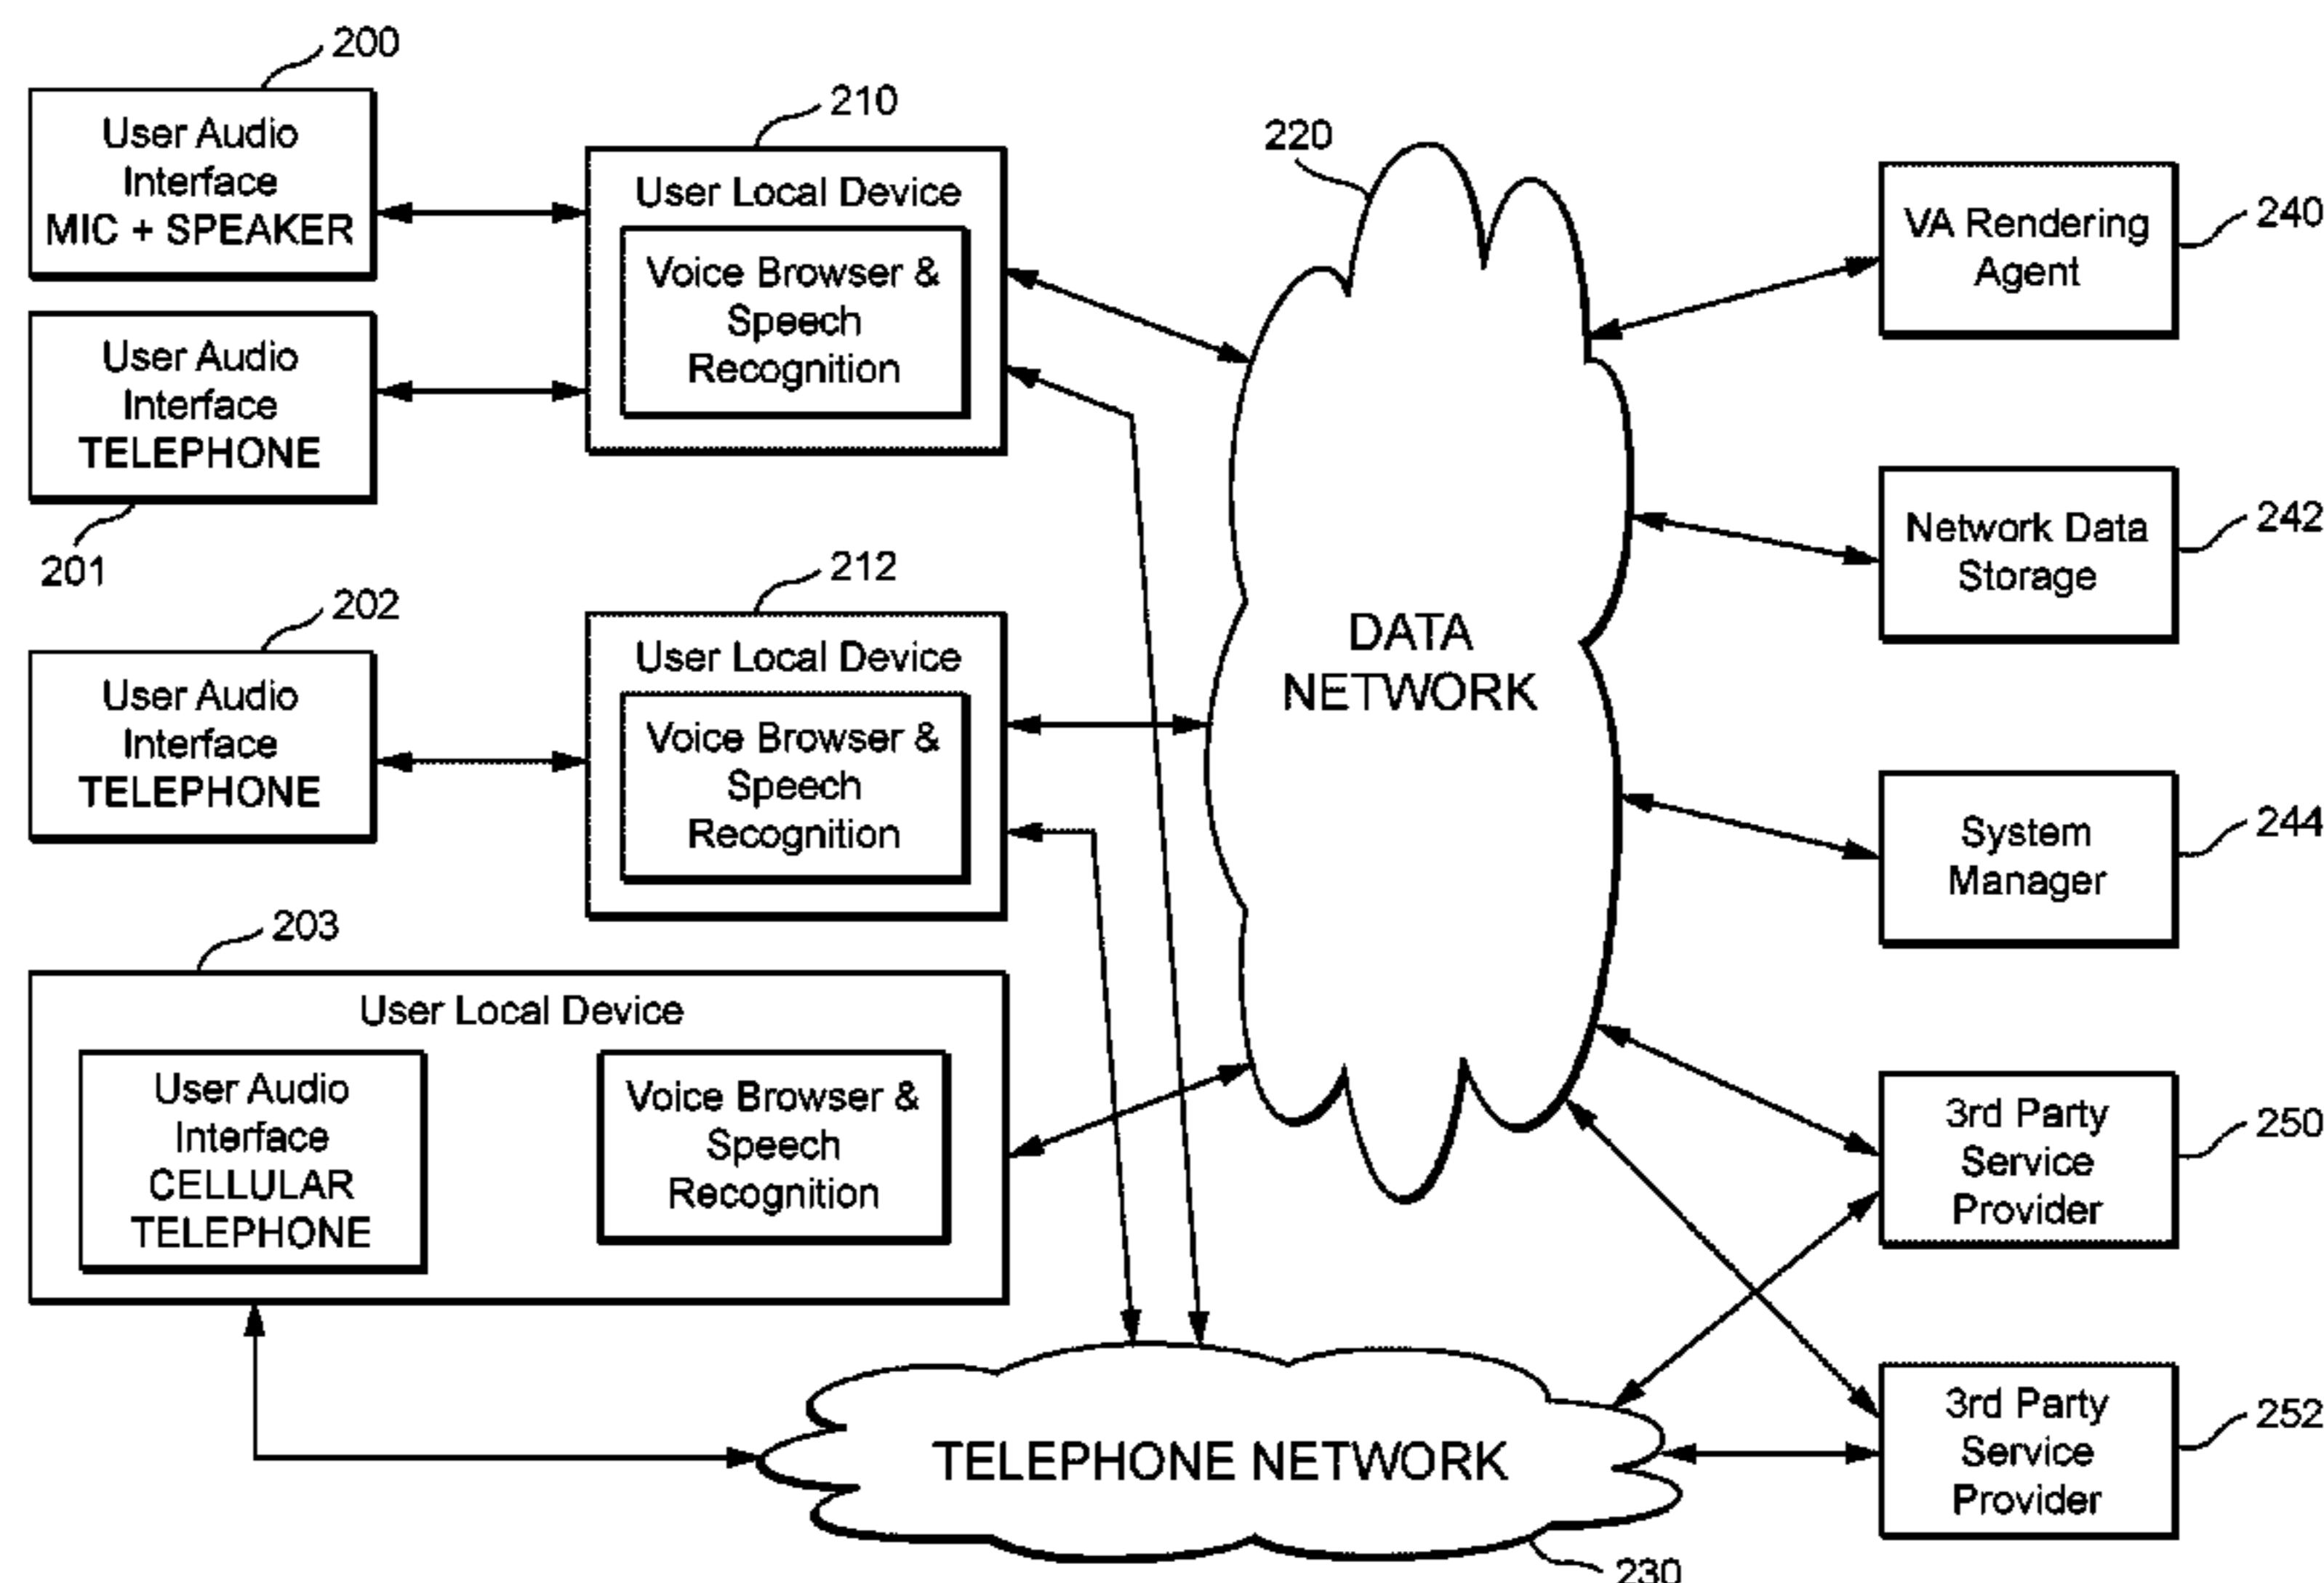 200
User Audio
Interface
MIC + SPEAKER
User Audio
Interface
TELEPHONE
201
210
User Local Device
Voice Browser &
Speech
Recognition
202
User Audio
Interface
TELEPHONE
212
User Local Device
Voice Browser &
Speech
Recognition
203
User Local Device
User Audio
Interface
CELLULAR
TELEPHONE
Voice Browser &
Speech
Recognition
220
DATA
NETWORK
TELEPHONE NETWORK
230
VA Rendering
Agent
240
Network Data
Storage
242
System
Manager
244
3rd Party
Service
Provider
250
3rd Party
Service
Provider
252